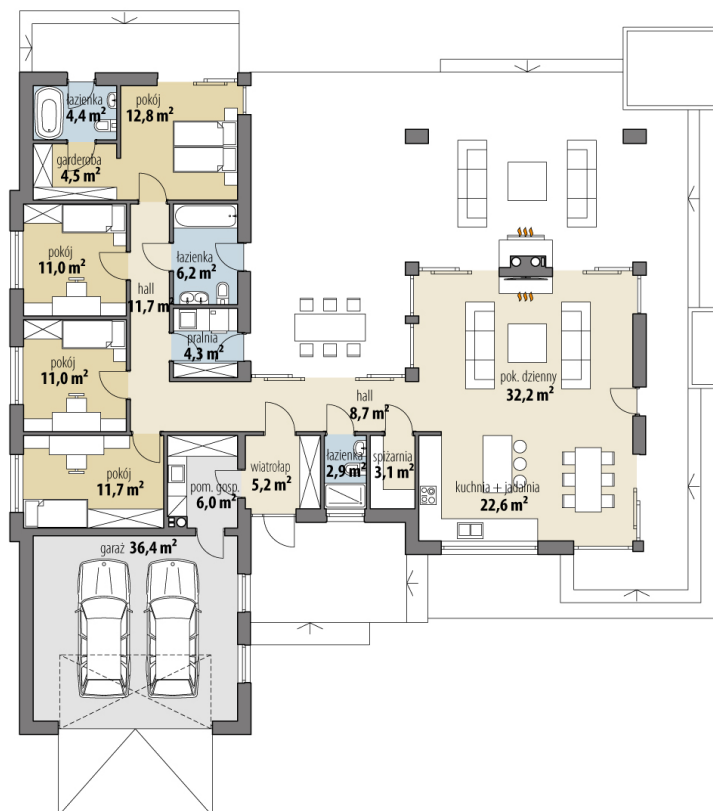 łazienka
4,4 m²
pokój
12,8 m²
garderoba
4,5 m²
pokój
11,0 m²
hall
11,7 m²
łazienka
6,2 m²
pralnia
4,3 m²
pokój
11,0 m²
hall
8,7 m²
pok. dzienny
32,2 m²
pokój
11,7 m²
pom. gosp.
6,0 m²
wiatrołap
5,2 m²
łazienka
2,9 m²
spiżarnia
3,1 m²
kuchnia + jadalnia
22,6 m²
garaż 36,4 m²